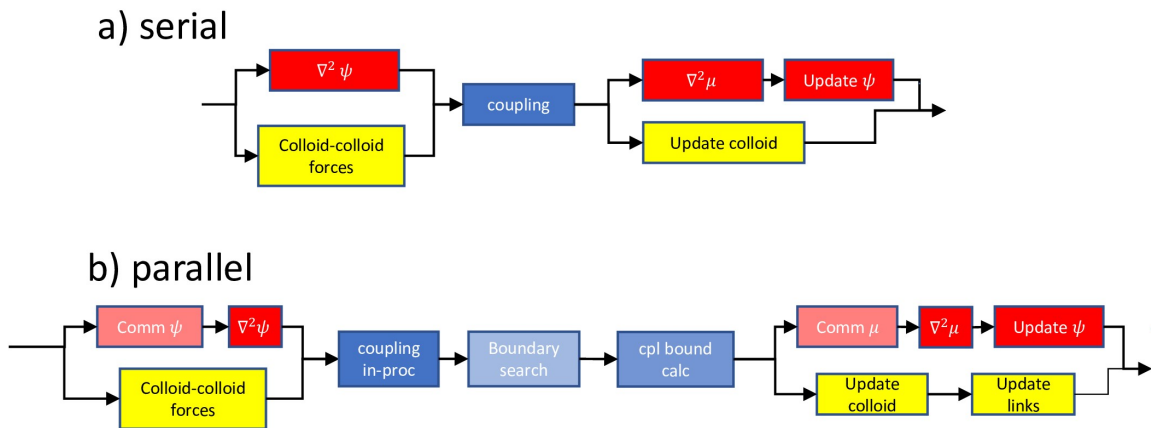 a) serial
∇² ψ
∇²μ
Update ψ
coupling
Colloid-colloid
forces
Update colloid
b) parallel
Comm ψ
∇²ψ
Comm μ
∇²μ
Update ψ
coupling
in-proc
Boundary
search
cpl bound
calc
Colloid-colloid
forces
Update
colloid
Update
links